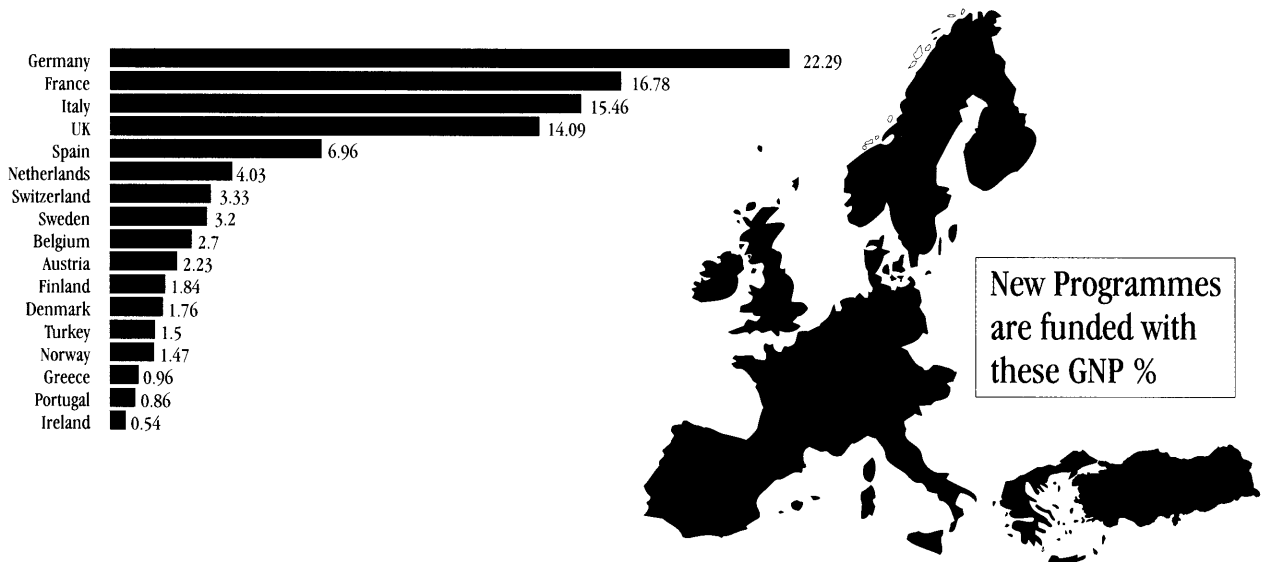 Germany 22.29
France 16.78
Italy 15.46
UK 14.09
Spain 6.96
Netherlands 4.03
Switzerland 3.33
Sweden 3.2
Belgium 2.7
Austria 2.23
Finland 1.84
Denmark 1.76
Turkey 1.5
Norway 1.47
Greece 0.96
Portugal 0.86
Ireland 0.54
New Programmes
are funded with
these GNP %